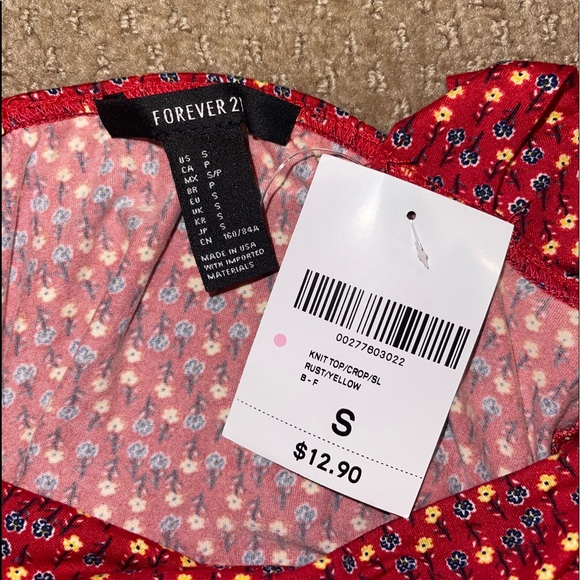 FOREVER 21
US S
CA P
MX S/P
BR P
EU S
UK S
KR S
JP S
CN 160/84A
MADE IN USA
WITH IMPORTED
MATERIALS
00277603022
KNIT TOP/CROP/SL
RUST/YELLOW
B - F
S
$12.90